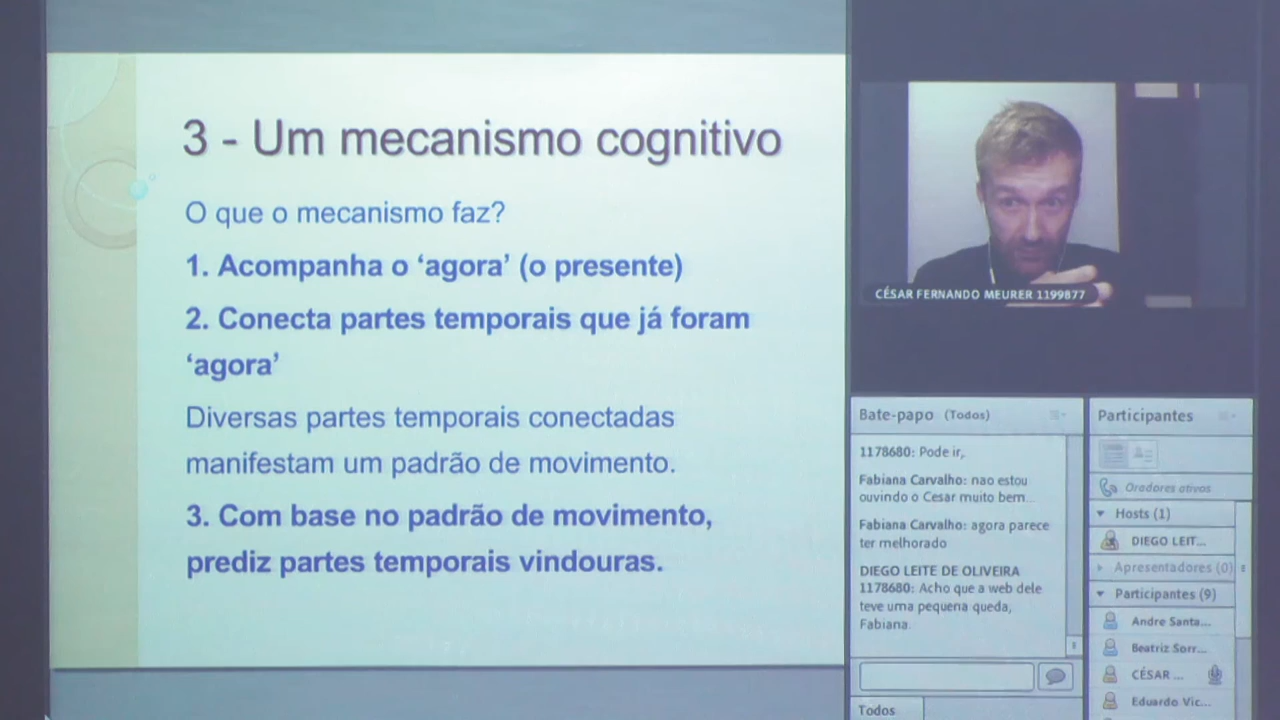 3 - Um mecanismo cognitivo
O que o mecanismo faz?
1. Acompanha o ‘agora’ (o presente)
2. Conecta partes temporais que já foram
‘agora’
Diversas partes temporais conectadas
manifestam um padrão de movimento.
3. Com base no padrão de movimento,
prediz partes temporais vindouras.
CÉSAR FERNANDO MEURER 1199877
Bate-papo (Todos)
1178680: Pode ir,
Fabiana Carvalho: nao estou
ouvindo o Cesar muito bem...
Fabiana Carvalho: agora parece
ter melhorado
DIEGO LEITE DE OLIVEIRA
1178680: Acho que a web dele
teve uma pequena queda,
Fabiana.
Todos
Participantes
Oradores ativos
Hosts (1)
DIEGO LEIT...
Apresentadores (0)
Participantes (9)
Andre Santa...
Beatriz Sorr...
CÉSAR ...
Eduardo Vic...